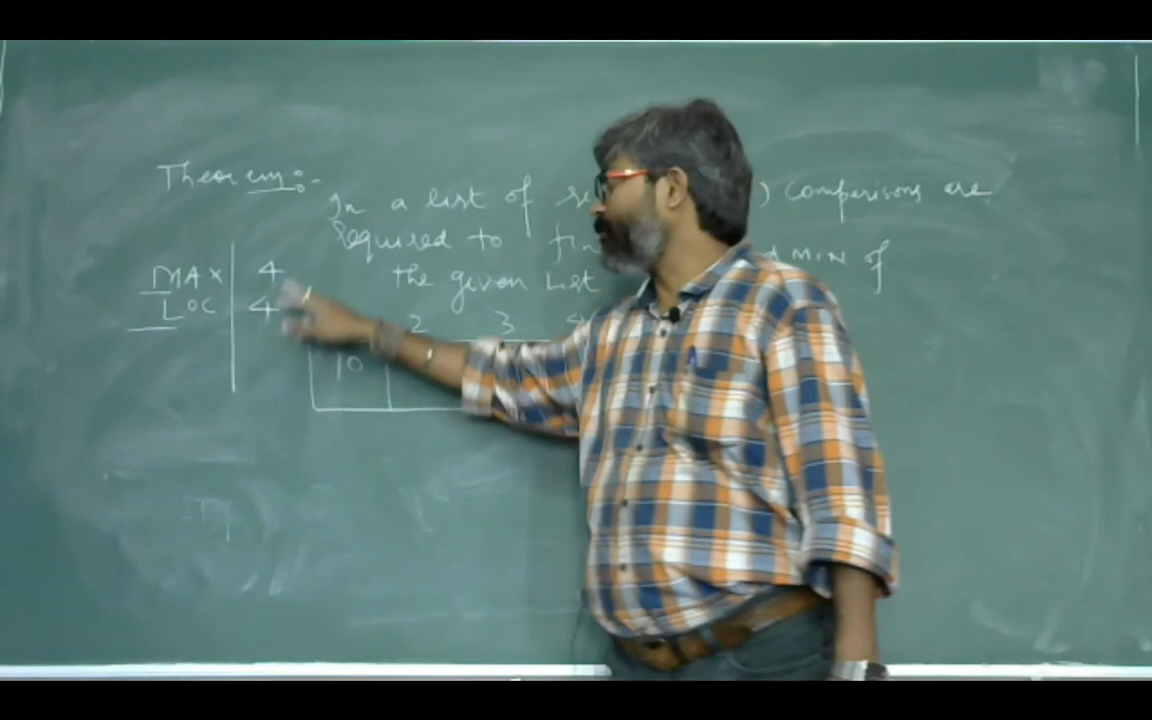 Theorem:-
In a list of ) comparisons are
required to MIN of
the given List
MAX 4
LOC 4
2 3 4
10